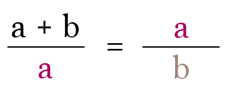 a + b = a
a b